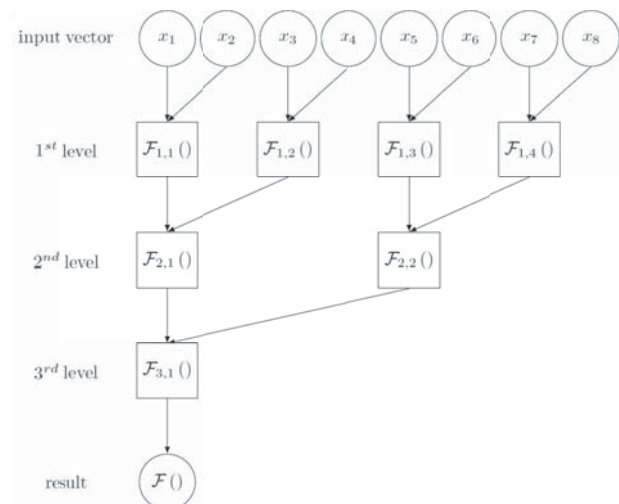 input vector x₁ x₂ x₃ x₄ x₅ x₆ x₇ x₈
1ˢᵗ level ℱ₁,₁ () ℱ₁,₂ () ℱ₁,₃ () ℱ₁,₄ ()
2ⁿᵈ level ℱ₂,₁ () ℱ₂,₂ ()
3ʳᵈ level ℱ₃,₁ ()
result ℱ ()